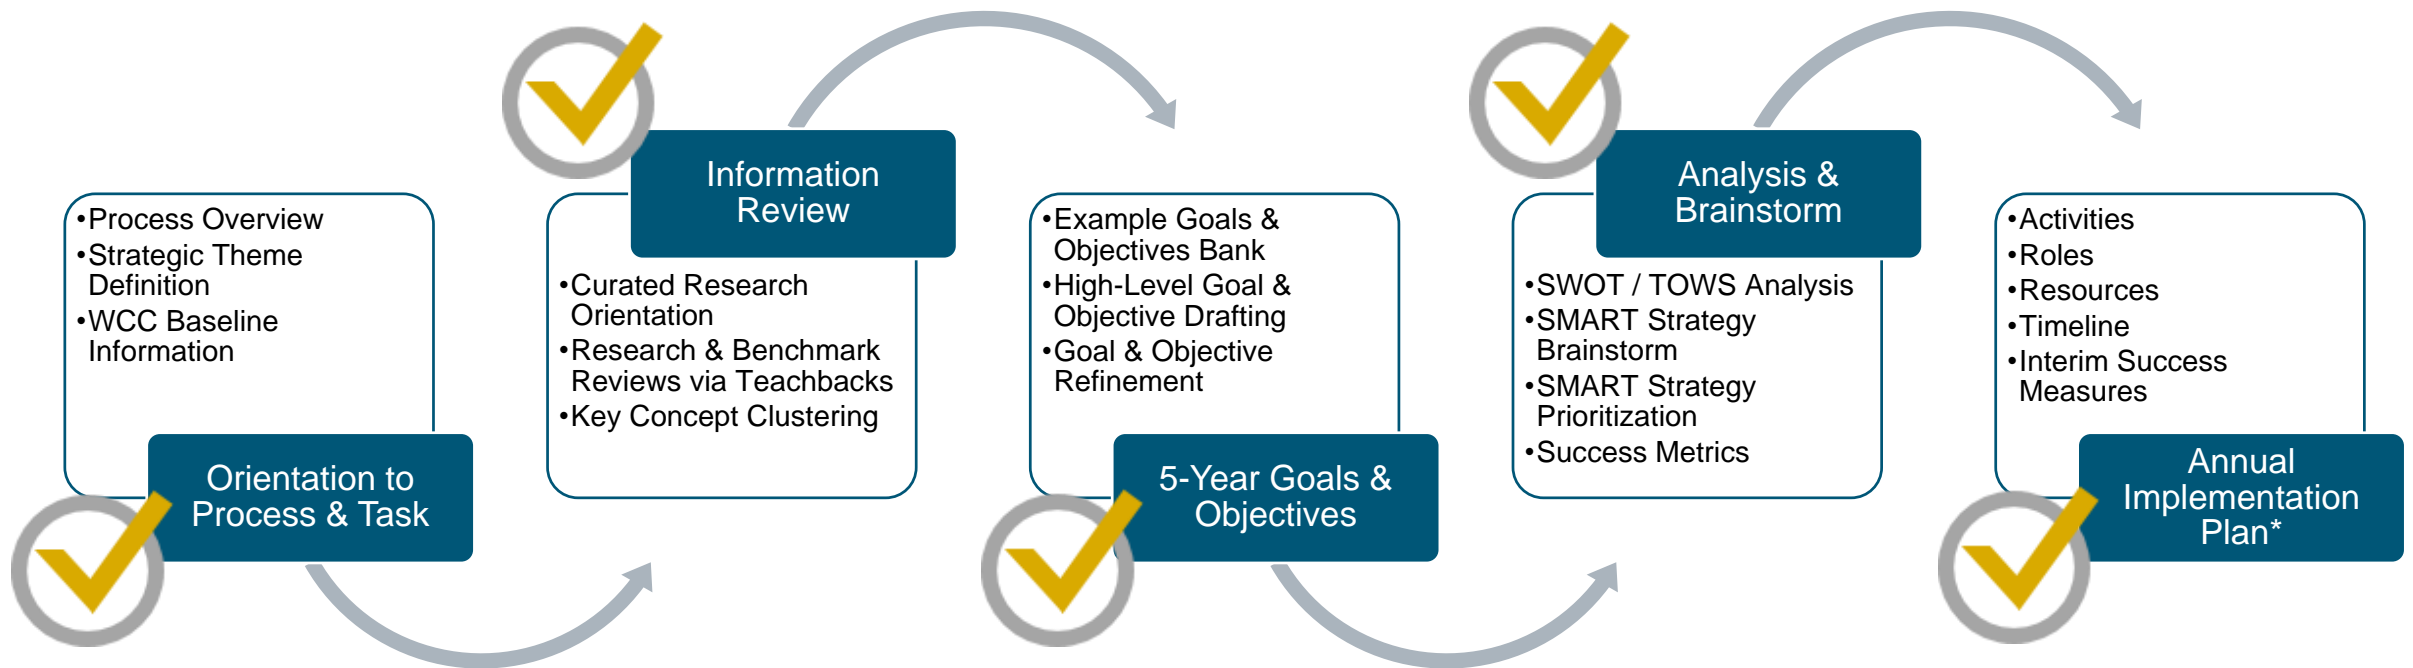 •Process Overview
•Strategic Theme
Definition
•WCC Baseline
Information
Orientation to
Process & Task
Information
Review
•Curated Research
Orientation
•Research & Benchmark
Reviews via Teachbacks
•Key Concept Clustering
•Example Goals &
Objectives Bank
•High-Level Goal &
Objective Drafting
•Goal & Objective
Refinement
5-Year Goals &
Objectives
Analysis &
Brainstorm
•SWOT / TOWS Analysis
•SMART Strategy
Brainstorm
•SMART Strategy
Prioritization
•Success Metrics
•Activities
•Roles
•Resources
•Timeline
•Interim Success
Measures
Annual
Implementation
Plan*